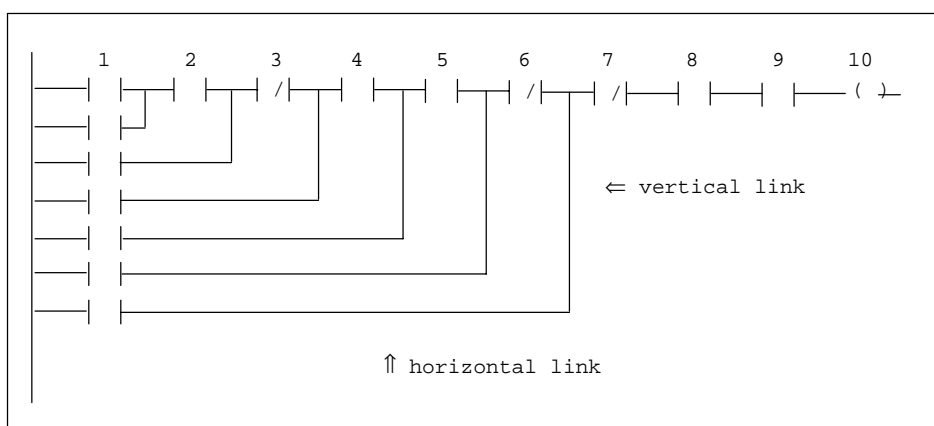 1 2 3 4 5 6 7 8 9 10
/ / / ( )
⇐ vertical link
⇑ horizontal link